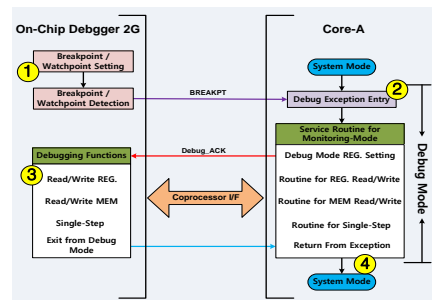 On-Chip Debgger 2G
Core-A
Breakpoint /
Watchpoint Setting
1
Breakpoint /
Watchpoint Detection
BREAKPT
System Mode
2
Debug Exception Entry
Service Routine for
Monitoring-Mode
Debug_ACK
Debugging Functions
3
Read/Write REG.
Read/Write MEM
Single-Step
Exit from Debug
Mode
Coprocessor I/F
Debug Mode REG. Setting
Routine for REG. Read/Write
Routine for MEM Read/Write
Routine for Single-Step
Return From Exception
4
System Mode
Debug Mode